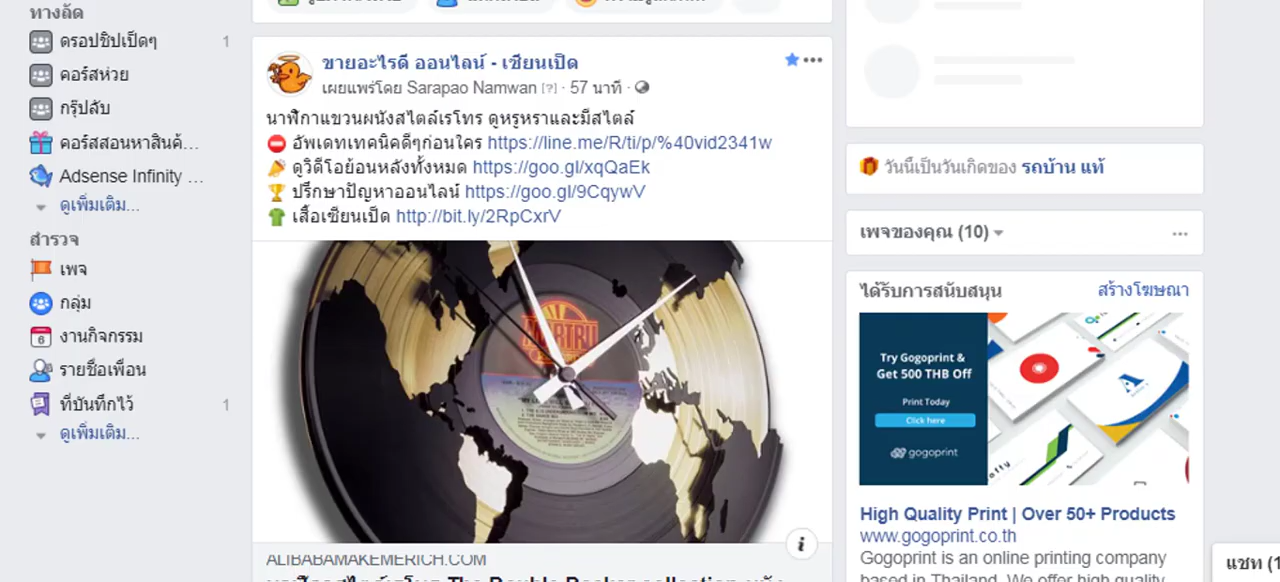 ทางลัด
ดรอปชิปเป็ดๆ 1
คอร์สห่วย
กรุ๊ปลับ
คอร์สสอนหาสินค้...
Adsense Infinity ...
ดูเพิ่มเติม...
สำรวจ
เพจ
กลุ่ม
6 งานกิจกรรม
รายชื่อเพื่อน
ที่บันทึกไว้ 1
ดูเพิ่มเติม...
ขายอะไรดี ออนไลน์ - เซียนเป็ด
เผยแพร่โดย Sarapao Namwan [?] · 57 นาที ·
นาฬิกาแขวนผนังสไตล์เรโทร ดูหรูหราและมีสไตล์
อัพเดทเทคนิคดีๆก่อนใคร https://line.me/R/ti/p/%40vid2341w
ดูวิดีโอย้อนหลังทั้งหมด https://goo.gl/xqQaEk
ปรึกษาปัญหาออนไลน์ https://goo.gl/9CqywV
เสื้อเซียนเป็ด http://bit.ly/2RpCxrV
i
ALIBABAMAKEMERICH.COM
วันนี้เป็นวันเกิดของ รถบ้าน แท้
เพจของคุณ (10)
ได้รับการสนับสนุน สร้างโฆษณา
Try Gogoprint &
Get 500 THB Off
Print Today
Click here
gogoprint
High Quality Print | Over 50+ Products
www.gogoprint.co.th
Gogoprint is an online printing company
based in Thailand. We offer high quality
แชท (1